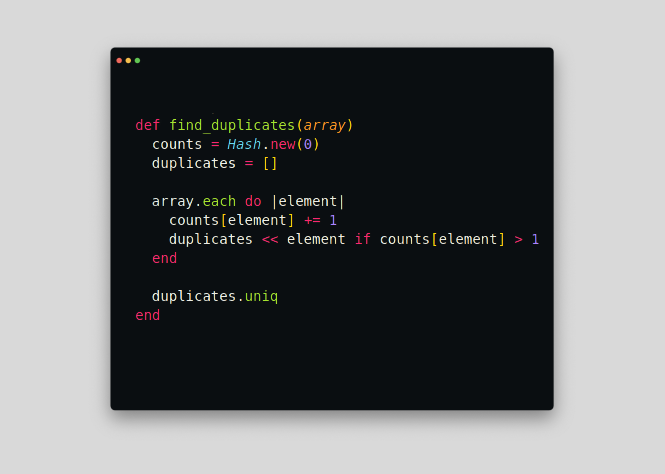 def find_duplicates(array)
  counts = Hash.new(0)
  duplicates = []

  array.each do |element|
    counts[element] += 1
    duplicates << element if counts[element] > 1
  end

  duplicates.uniq
end